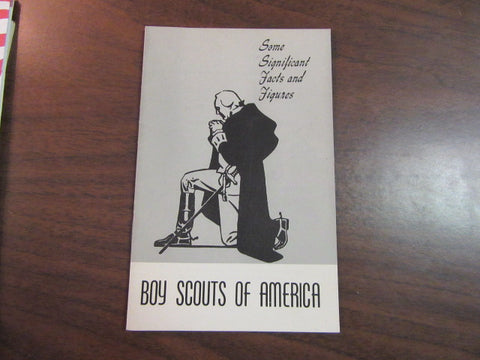 Some
Significant
Facts and
Figures
BOY SCOUTS OF AMERICA